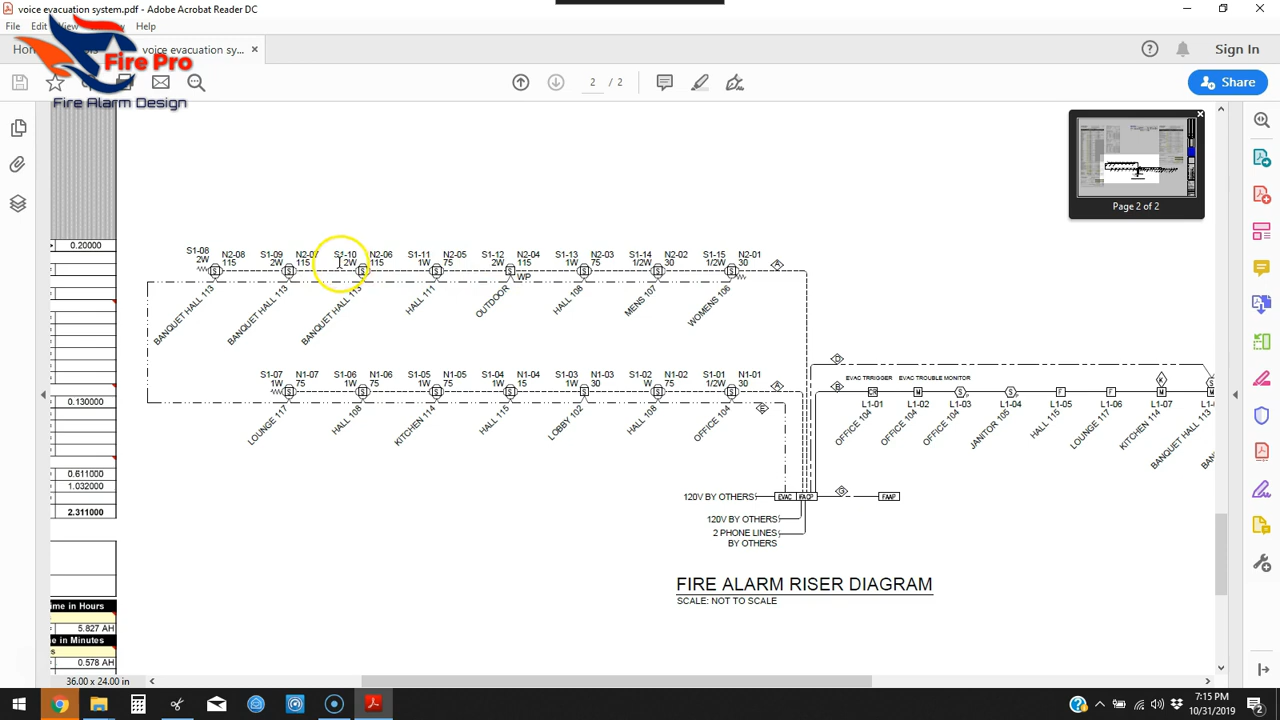 voice evacuation system.pdf - Adobe Acrobat Reader DC
File Edit Help
voice evacuation sy...
Sign In
Fire Pro
Fire Alarm Design
2 / 2
Share
Page 2 of 2
0.20000
0.130000
0.611000
1.032000
2.311000
ime in Hours
5.827 AH
e in Minutes
0.578 AH
S1-08 N2-08 S1-09 N2-07 S1-10 N2-06 S1-11 N2-05 S1-12 N2-04 S1-13 N2-03 S1-14 N2-02 S1-15 N2-01
2W 115 2W 115 2W 115 1W 75 2W 115 1W 75 1/2W 30 1/2W 30
A
WP
BANQUET HALL 113
BANQUET HALL 113
BANQUET HALL 113
HALL 111
OUTDOOR
HALL 108
MENS 107
WOMENS 106
S1-07 N1-07 S1-06 N1-06 S1-05 N1-05 S1-04 N1-04 S1-03 N1-03 S1-02 N1-02 S1-01 N1-01
1W 75 1W 75 1W 75 1W 15 1W 30 W 75 1/2W 30
A
LOUNGE 117
HALL 108
KITCHEN 114
HALL 115
LOBBY 102
HALL 108
OFFICE 104
D
EVAC TRRIGGER EVAC TROUBLE MONITOR
B
CR M S S F F M
K
L1-01 L1-02 L1-03 L1-04 L1-05 L1-06 L1-07
OFFICE 104
OFFICE 104
OFFICE 104
JANITOR 105
HALL 115
LOUNGE 117
KITCHEN 114
BANQUET HALL 113
120V BY OTHERS
EVAC FACP
G
FAAP
120V BY OTHERS
2 PHONE LINES
BY OTHERS
FIRE ALARM RISER DIAGRAM
SCALE: NOT TO SCALE
36.00 x 24.00 in
7:15 PM
10/31/2019